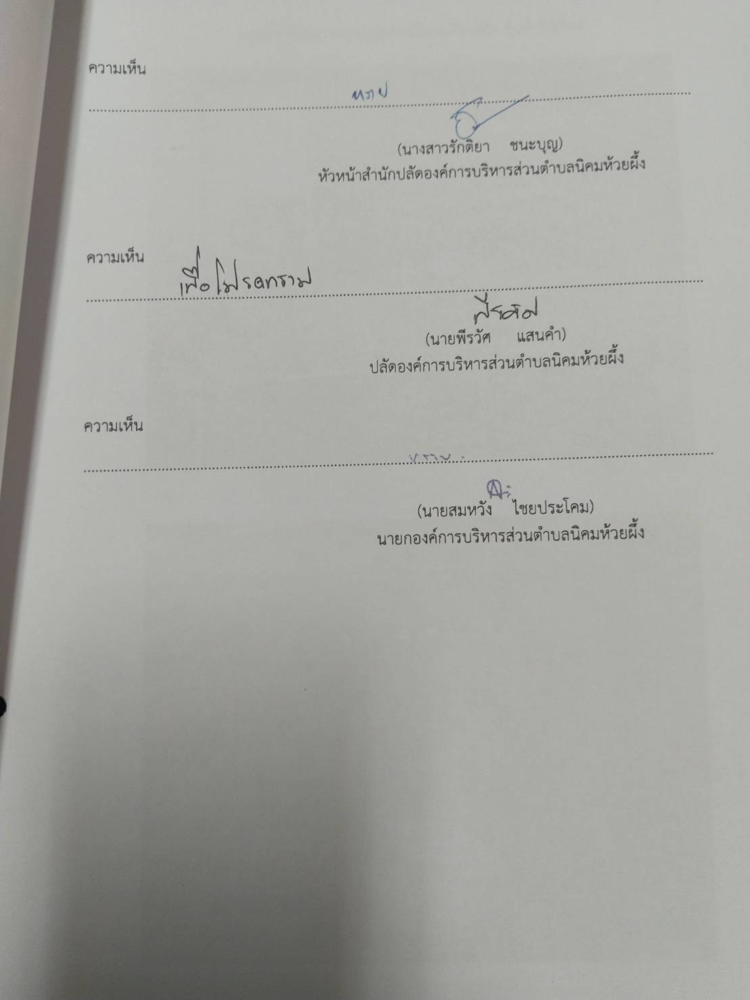 ความเห็น
ทราบ
(นางสาวรักติยา ชนะบุญ)
หัวหน้าสำนักปลัดองค์การบริหารส่วนตำบลนิคมห้วยผึ้ง
ความเห็น
เพื่อโปรดทราบ
พีรวัศ
(นายพีรวัศ แสนคำ)
ปลัดองค์การบริหารส่วนตำบลนิคมห้วยผึ้ง
ความเห็น
ทราบ
(นายสมหวัง ไชยประโคม)
นายกองค์การบริหารส่วนตำบลนิคมห้วยผึ้ง